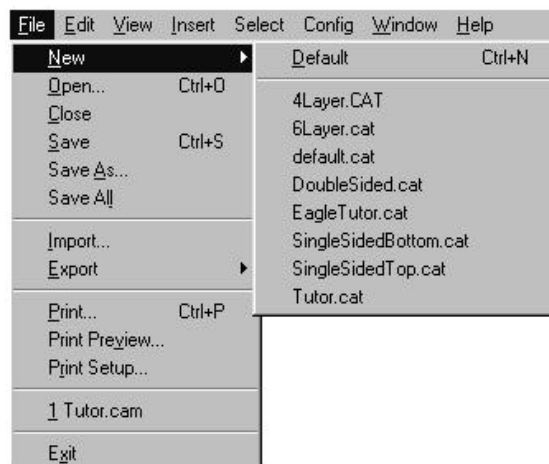 File Edit View Insert Select Config Window Help
New
Open... Ctrl+O
Close
Save Ctrl+S
Save As...
Save All
Import...
Export
Print... Ctrl+P
Print Preview...
Print Setup...
1 Tutor.cam
Exit
Default Ctrl+N
4Layer.CAT
6Layer.cat
default.cat
DoubleSided.cat
EagleTutor.cat
SingleSidedBottom.cat
SingleSidedTop.cat
Tutor.cat